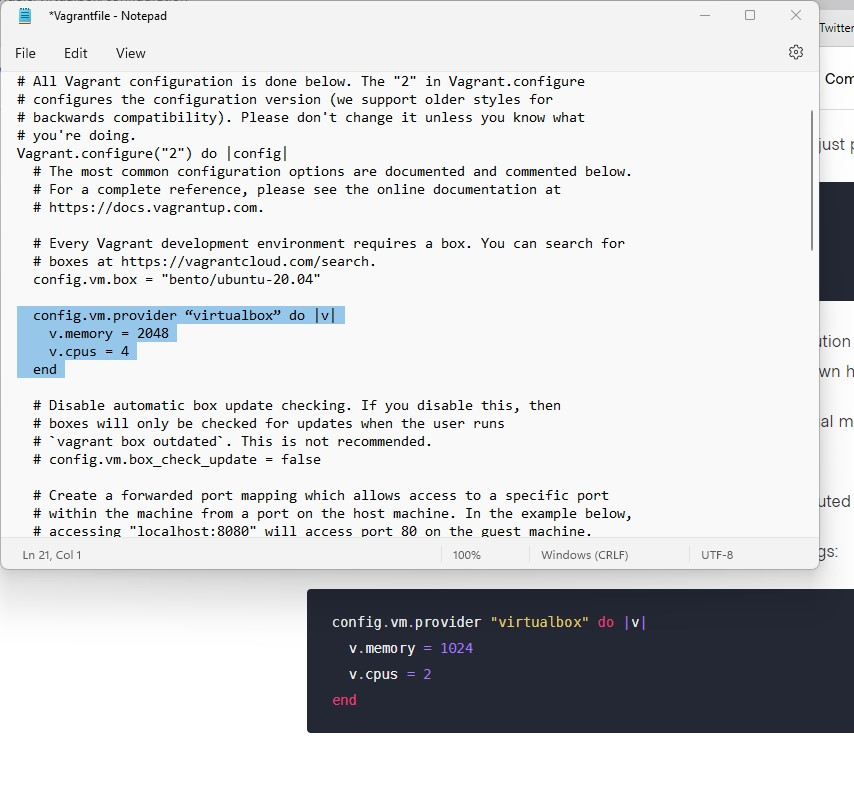 *Vagrantfile - Notepad
File Edit View
# All Vagrant configuration is done below. The "2" in Vagrant.configure
# configures the configuration version (we support older styles for
# backwards compatibility). Please don't change it unless you know what
# you're doing.
Vagrant.configure("2") do |config|
  # The most common configuration options are documented and commented below.
  # For a complete reference, please see the online documentation at
  # https://docs.vagrantup.com.
  # Every Vagrant development environment requires a box. You can search for
  # boxes at https://vagrantcloud.com/search.
  config.vm.box = "bento/ubuntu-20.04"
  config.vm.provider “virtualbox” do |v|
    v.memory = 2048
    v.cpus = 4
  end
  # Disable automatic box update checking. If you disable this, then
  # boxes will only be checked for updates when the user runs
  # `vagrant box outdated`. This is not recommended.
  # config.vm.box_check_update = false
  # Create a forwarded port mapping which allows access to a specific port
  # within the machine from a port on the host machine. In the example below,
  # accessing "localhost:8080" will access port 80 on the guest machine.
Ln 21, Col 1 100% Windows (CRLF) UTF-8
Twitter
Com
just p
ution
wn h
al m
uted
gs:
config.vm.provider "virtualbox" do |v|
  v.memory = 1024
  v.cpus = 2
end